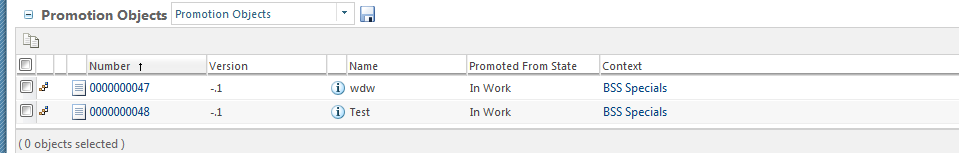 Promotion Objects Promotion Objects
Number Version Name Promoted From State Context
0000000047 -.1 wdw In Work BSS Specials
0000000048 -.1 Test In Work BSS Specials
( 0 objects selected )